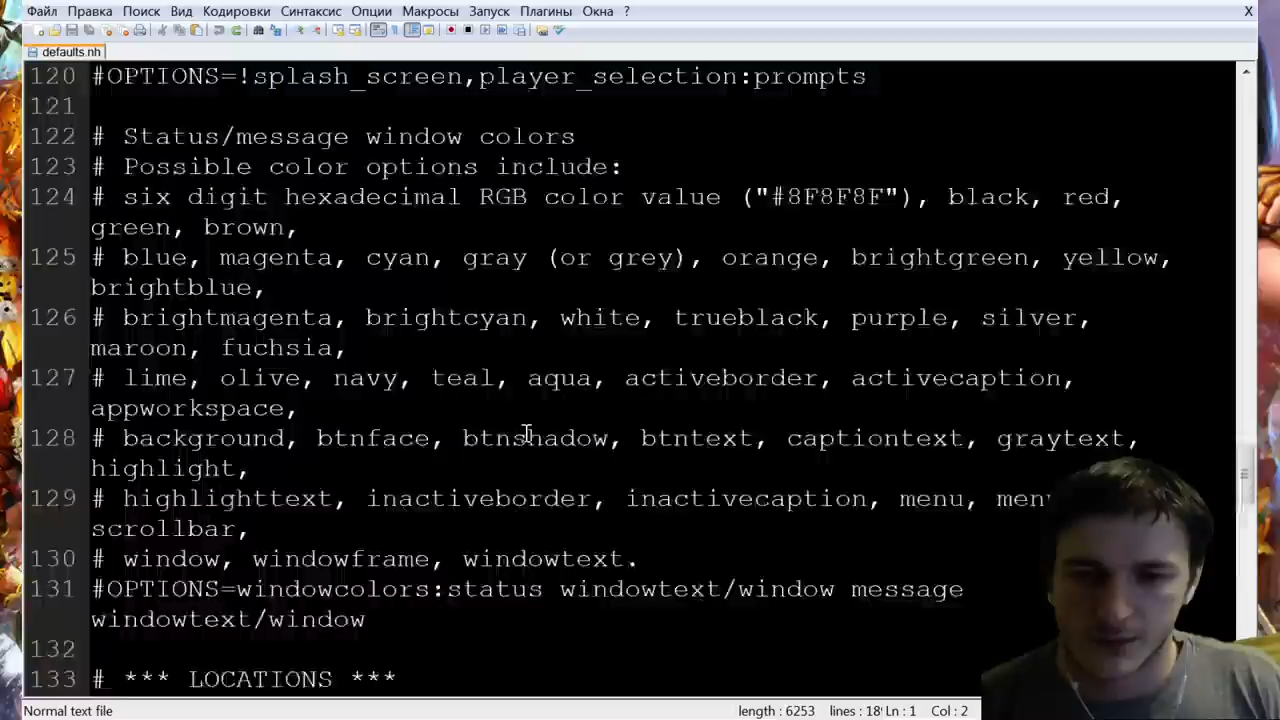 Файл Правка Поиск Вид Кодировки Синтаксис Опции Макросы Запуск Плагины Окна ? X
defaults.nh
120 #OPTIONS=!splash_screen,player_selection:prompts
121
122 # Status/message window colors
123 # Possible color options include:
124 # six digit hexadecimal RGB color value ("#8F8F8F"), black, red,
green, brown,
125 # blue, magenta, cyan, gray (or grey), orange, brightgreen, yellow,
brightblue,
126 # brightmagenta, brightcyan, white, trueblack, purple, silver,
maroon, fuchsia,
127 # lime, olive, navy, teal, aqua, activeborder, activecaption,
appworkspace,
128 # background, btnface, btnshadow, btntext, captiontext, graytext,
highlight,
129 # highlighttext, inactiveborder, inactivecaption, menu,
scrollbar,
130 # window, windowframe, windowtext.
131 #OPTIONS=windowcolors:status windowtext/window message
windowtext/window
132
133 # *** LOCATIONS ***
Normal text file length : 6253 lines : 18 Ln : 1 Col : 2